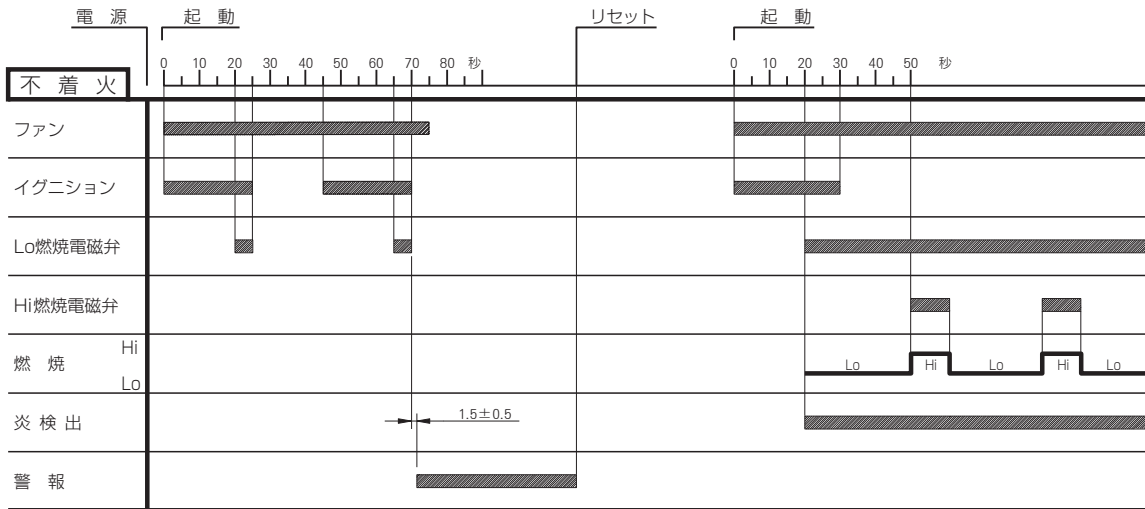 電 源 起 動 リセット 起 動
0 10 20 30 40 50 60 70 80 秒 0 10 20 30 40 50 秒
不 着 火
ファン
イグニション
Lo燃焼電磁弁
Hi燃焼電磁弁
燃 焼 Hi Lo
Lo Hi Lo Hi Lo
炎 検 出 1.5±0.5
警 報